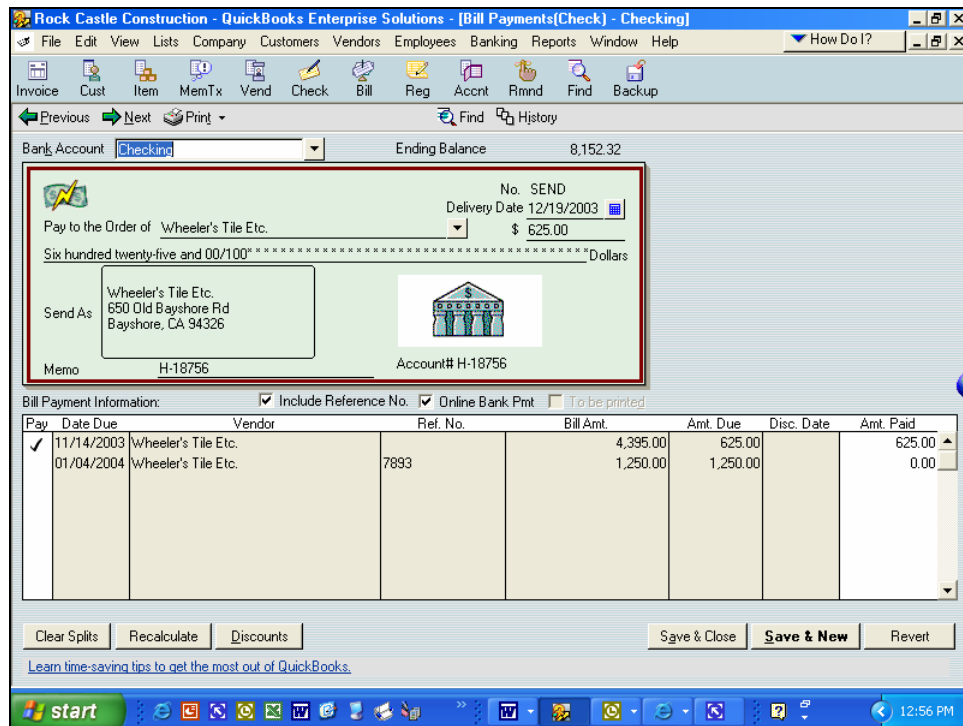 Rock Castle Construction - QuickBooks Enterprise Solutions - [Bill Payments(Check) - Checking]
File Edit View Lists Company Customers Vendors Employees Banking Reports Window Help How Do I?
Invoice Cust Item MemTx Vend Check Bill Reg Accnt Rmnd Find Backup
Previous Next Print Find History
Bank Account Checking Ending Balance 8,152.32
No. SEND
Delivery Date 12/19/2003
Pay to the Order of Wheeler's Tile Etc. $ 625.00
Six hundred twenty-five and 00/100* * * * * * * * * * * * * * * * * * * * * * * * * * * * * * * * * * * * * * * * * * Dollars
Wheeler's Tile Etc.
Send As 650 Old Bayshore Rd
Bayshore, CA 94326
Memo H-18756 Account# H-18756
Bill Payment Information: Include Reference No. Online Bank Pmt To be printed
Pay Date Due Vendor Ref. No. Bill Amt. Amt. Due Disc. Date Amt. Paid
11/14/2003 Wheeler's Tile Etc. 4,395.00 625.00 625.00
01/04/2004 Wheeler's Tile Etc. 7893 1,250.00 1,250.00 0.00
Clear Splits Recalculate Discounts Save & Close Save & New Revert
Learn time-saving tips to get the most out of QuickBooks.
start 12:56 PM